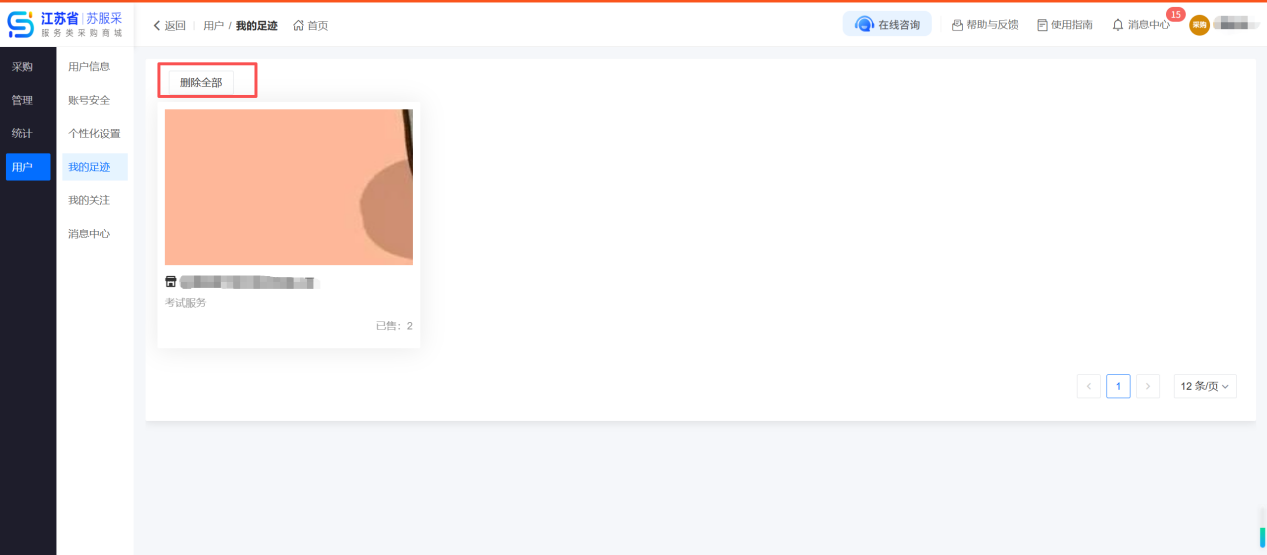 江苏省 | 苏服采
服务类采购商城
返回 | 用户 / 我的足迹 首页
在线咨询 帮助与反馈 使用指南 消息中心 15 采购
采购
管理
统计
用户
用户信息
账号安全
个性化设置
我的足迹
我的关注
消息中心
删除全部
考试服务
已售：2
1
12 条/页